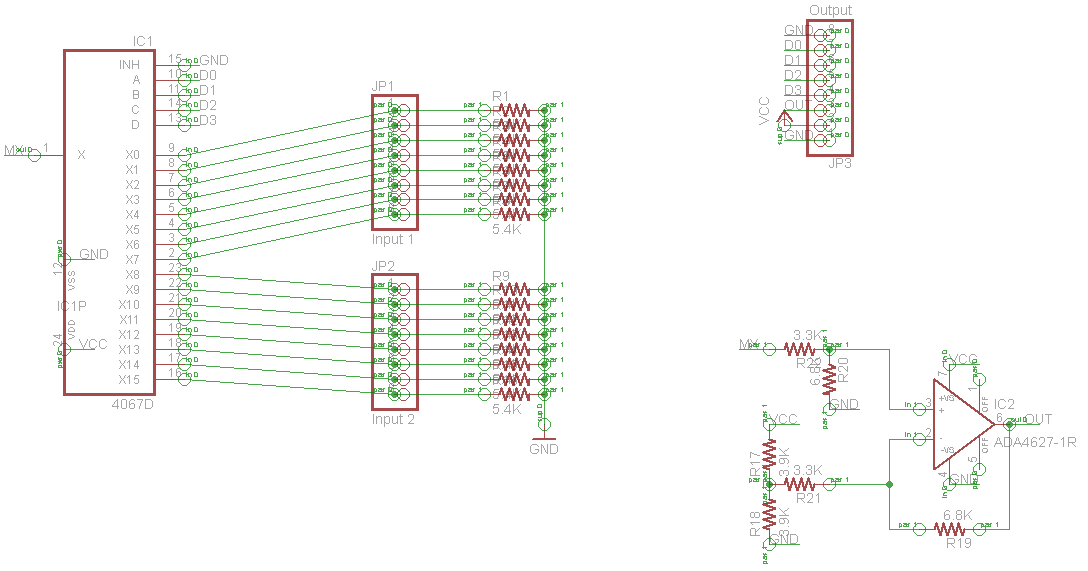 IC1
INH
15
GND
A
10
D0
B
11
D1
C
14
D2
D
13
D3
MX
1
X
X0
9
X1
8
X2
7
X3
6
X4
5
X5
4
X6
3
X7
2
X8
23
X9
22
X10
21
X11
20
X12
19
X13
18
X14
17
X15
16
12
GND
VSS
IC1P
VDD
24
VCC
4067D
JP1
Input 1
R1
5.4K
JP2
Input 2
R9
5.4K
GND
Output
GND
D0
D1
D2
D3
OUT
VCC
GND
JP3
MX
3.3K
6.8K
R20
GND
VCC
R17
3.9K
3.3K
R21
R18
3.9K
GND
VCC
7
1
+VS
OFF
IC2
3
+
2
-
6
OUT
-VS
OFF
ADA4627-1R
4
5
GND
6.8K
R19